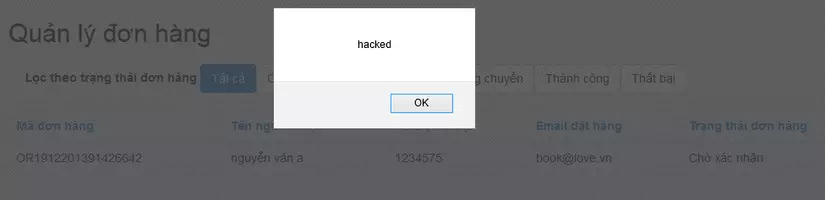 Quản lý đơn hàng
hacked
Lọc theo trạng thái đơn hàng Tất cả chuyển Thành công Thất bại
OK
Mã đơn hàng Email đặt hàng Trạng thái đơn hàng
OR1912201391426642 nguyễn văn a 1234575 book@love.vn Chờ xác nhận